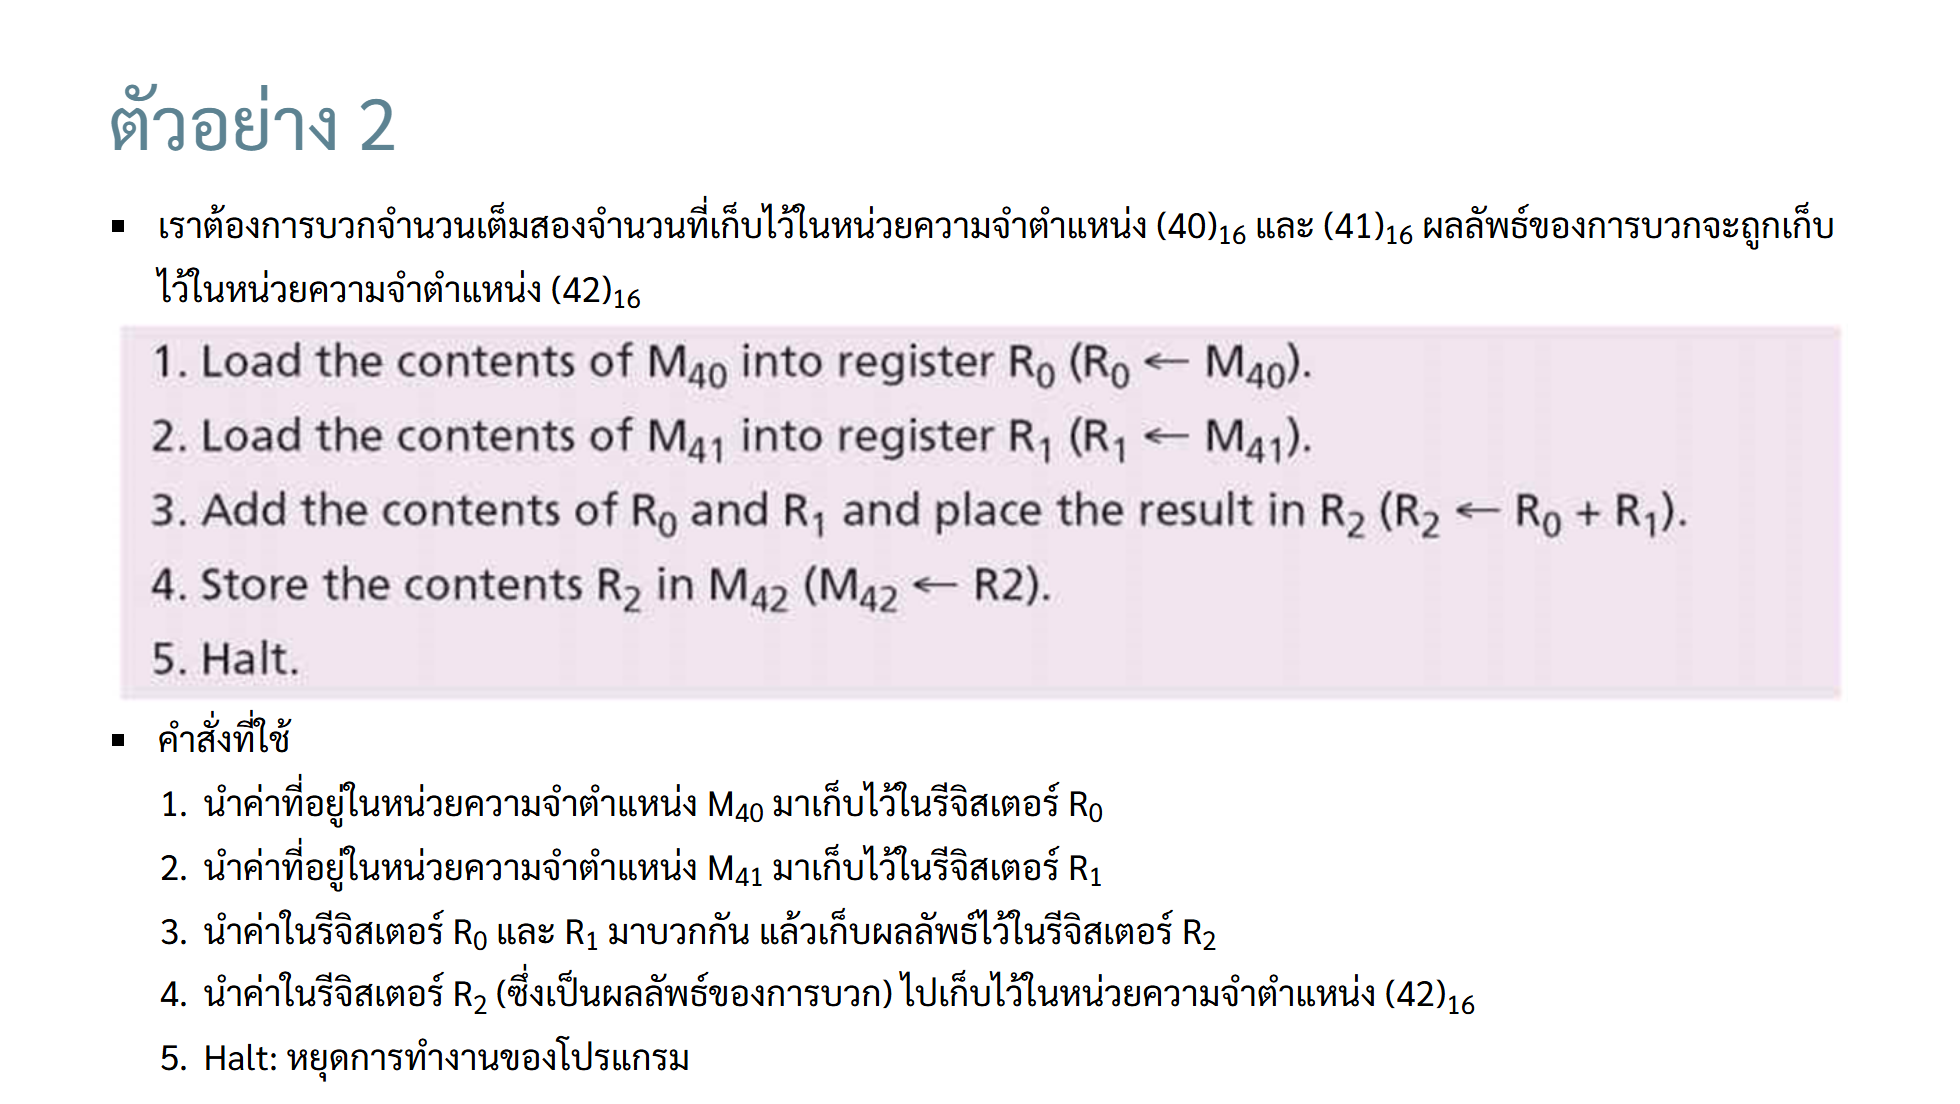 ตัวอย่าง 2
▪ เราต้องการบวกจำนวนเต็มสองจำนวนที่เก็บไว้ในหน่วยความจำตำแหน่ง (40)₁₆ และ (41)₁₆ ผลลัพธ์ของการบวกจะถูกเก็บ
ไว้ในหน่วยความจำตำแหน่ง (42)₁₆
1. Load the contents of M₄₀ into register R₀ (R₀ ← M₄₀).
2. Load the contents of M₄₁ into register R₁ (R₁ ← M₄₁).
3. Add the contents of R₀ and R₁ and place the result in R₂ (R₂ ← R₀ + R₁).
4. Store the contents R₂ in M₄₂ (M₄₂ ← R2).
5. Halt.
▪ คำสั่งที่ใช้
1. นำค่าที่อยู่ในหน่วยความจำตำแหน่ง M₄₀ มาเก็บไว้ในรีจิสเตอร์ R₀
2. นำค่าที่อยู่ในหน่วยความจำตำแหน่ง M₄₁ มาเก็บไว้ในรีจิสเตอร์ R₁
3. นำค่าในรีจิสเตอร์ R₀ และ R₁ มาบวกกัน แล้วเก็บผลลัพธ์ไว้ในรีจิสเตอร์ R₂
4. นำค่าในรีจิสเตอร์ R₂ (ซึ่งเป็นผลลัพธ์ของการบวก) ไปเก็บไว้ในหน่วยความจำตำแหน่ง (42)₁₆
5. Halt: หยุดการทำงานของโปรแกรม